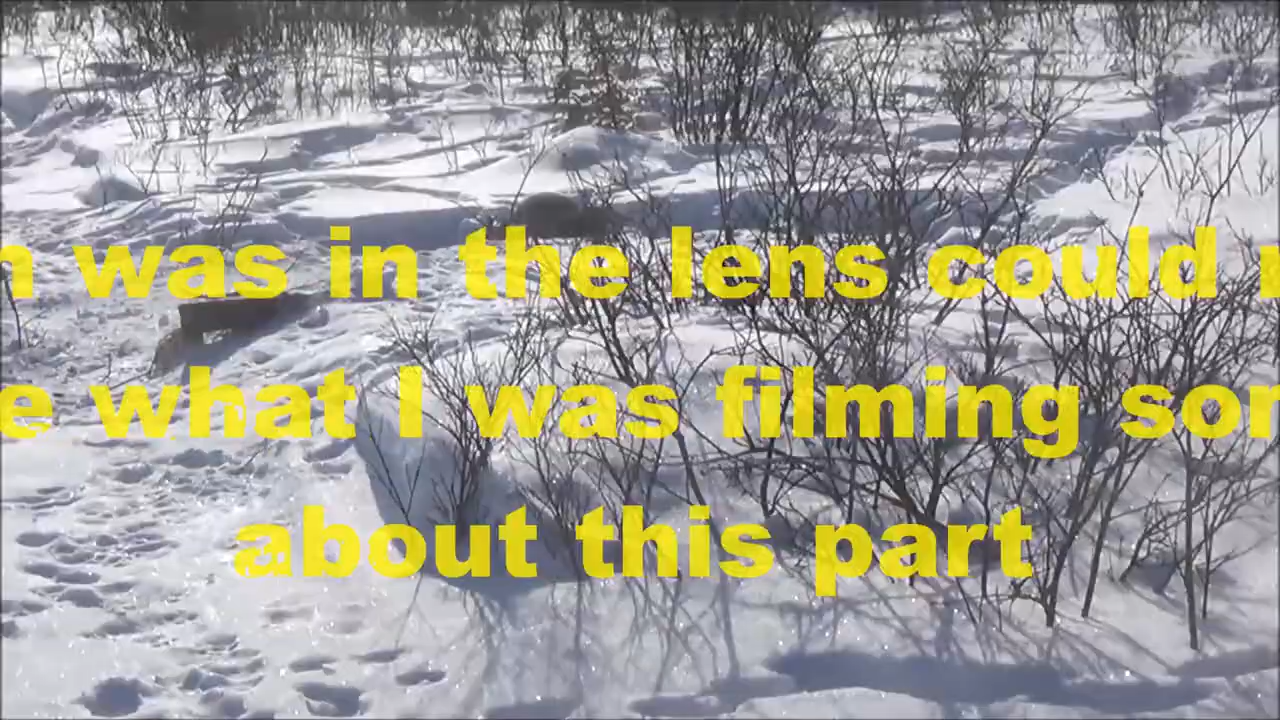 was in the lens could
what I was filming
about this part